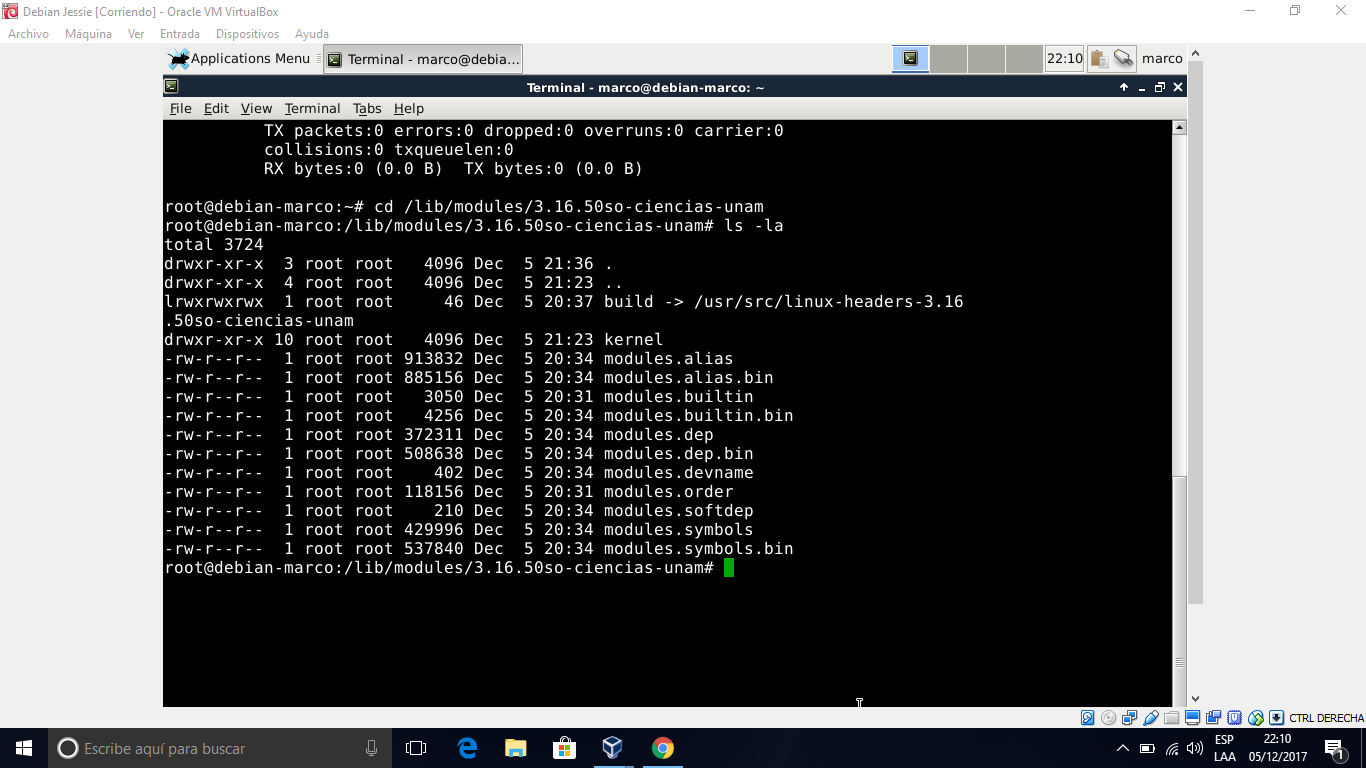 Debian Jessie [Corriendo] - Oracle VM VirtualBox
Archivo Máquina Ver Entrada Dispositivos Ayuda
Applications Menu Terminal - marco@debia... 22:10 marco
Terminal - marco@debian-marco: ~
File Edit View Terminal Tabs Help
TX packets:0 errors:0 dropped:0 overruns:0 carrier:0
collisions:0 txqueuelen:0
RX bytes:0 (0.0 B)  TX bytes:0 (0.0 B)
root@debian-marco:~# cd /lib/modules/3.16.50so-ciencias-unam
root@debian-marco:/lib/modules/3.16.50so-ciencias-unam# ls -la
total 3724
drwxr-xr-x  3 root root   4096 Dec  5 21:36 .
drwxr-xr-x  4 root root   4096 Dec  5 21:23 ..
lrwxrwxrwx  1 root root     46 Dec  5 20:37 build -> /usr/src/linux-headers-3.16
.50so-ciencias-unam
drwxr-xr-x 10 root root   4096 Dec  5 21:23 kernel
-rw-r--r--  1 root root 913832 Dec  5 20:34 modules.alias
-rw-r--r--  1 root root 885156 Dec  5 20:34 modules.alias.bin
-rw-r--r--  1 root root   3050 Dec  5 20:31 modules.builtin
-rw-r--r--  1 root root   4256 Dec  5 20:34 modules.builtin.bin
-rw-r--r--  1 root root 372311 Dec  5 20:34 modules.dep
-rw-r--r--  1 root root 508638 Dec  5 20:34 modules.dep.bin
-rw-r--r--  1 root root    402 Dec  5 20:34 modules.devname
-rw-r--r--  1 root root 118156 Dec  5 20:31 modules.order
-rw-r--r--  1 root root    210 Dec  5 20:34 modules.softdep
-rw-r--r--  1 root root 429996 Dec  5 20:34 modules.symbols
-rw-r--r--  1 root root 537840 Dec  5 20:34 modules.symbols.bin
root@debian-marco:/lib/modules/3.16.50so-ciencias-unam#
CTRL DERECHA
Escribe aquí para buscar
ESP 22:10
LAA 05/12/2017 1